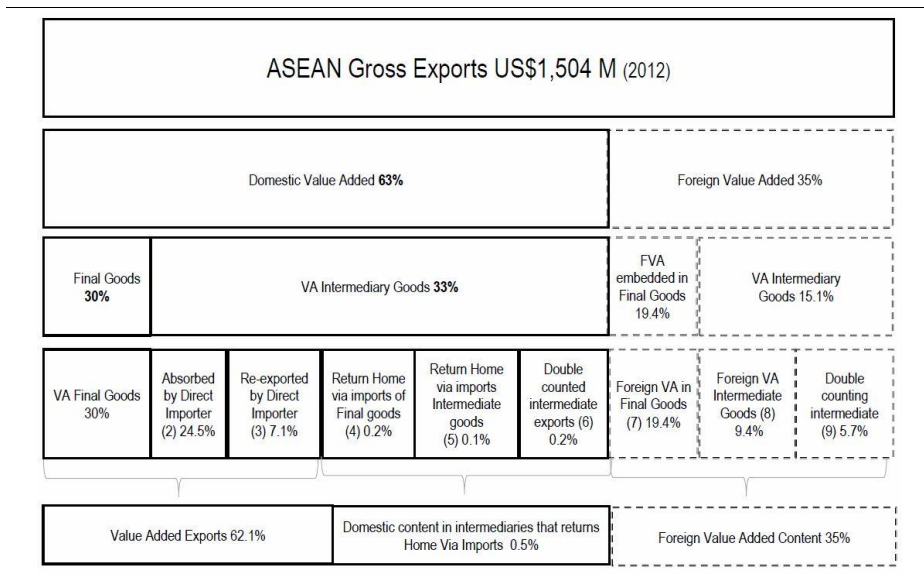 ASEAN Gross Exports US$1,504 M (2012)
Domestic Value Added 63%
Foreign Value Added 35%
Final Goods
30%
VA Intermediary Goods 33%
FVA
embedded in
Final Goods
19.4%
VA Intermediary
Goods 15.1%
VA Final Goods
30%
Absorbed
by Direct
Importer
(2) 24.5%
Re-exported
by Direct
Importer
(3) 7.1%
Return Home
via imports of
Final goods
(4) 0.2%
Return Home
via imports
Intermediate
goods
(5) 0.1%
Double
counted
intermediate
exports (6)
0.2%
Foreign VA in
Final Goods
(7) 19.4%
Foreign VA
Intermediate
Goods (8)
9.4%
Double
counting
intermediate
(9) 5.7%
Value Added Exports 62.1%
Domestic content in intermediaries that returns
Home Via Imports 0.5%
Foreign Value Added Content 35%